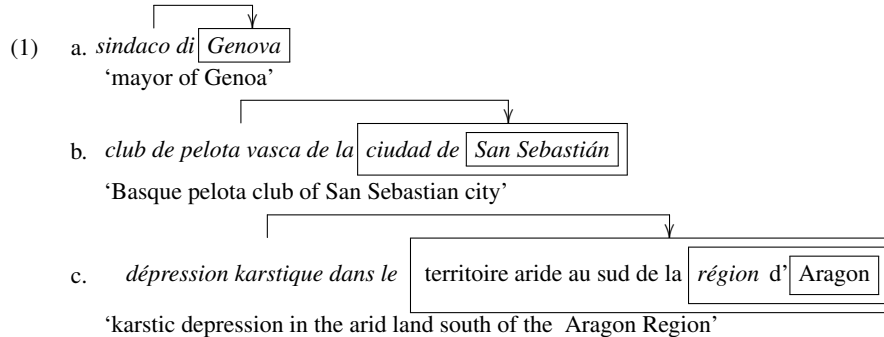 (1) a. sindaco di Genova
‘mayor of Genoa’
b. club de pelota vasca de la ciudad de San Sebastián
‘Basque pelota club of San Sebastian city’
c. dépression karstique dans le territoire aride au sud de la région d’ Aragon
‘karstic depression in the arid land south of the Aragon Region’